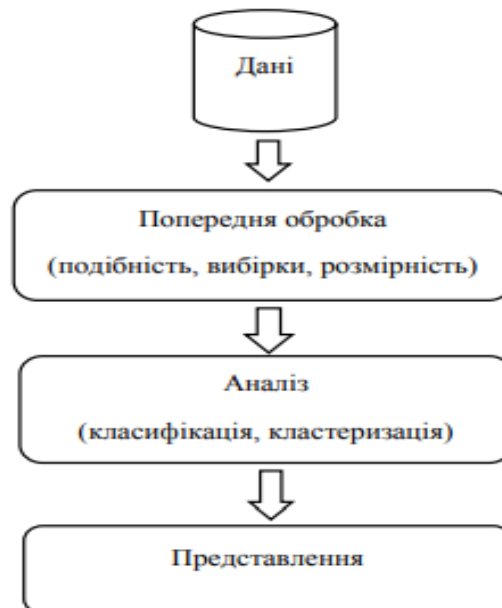 Дані
Попередня обробка
(подібність, вибірки, розмірність)
Аналіз
(класифікація, кластеризація)
Представлення